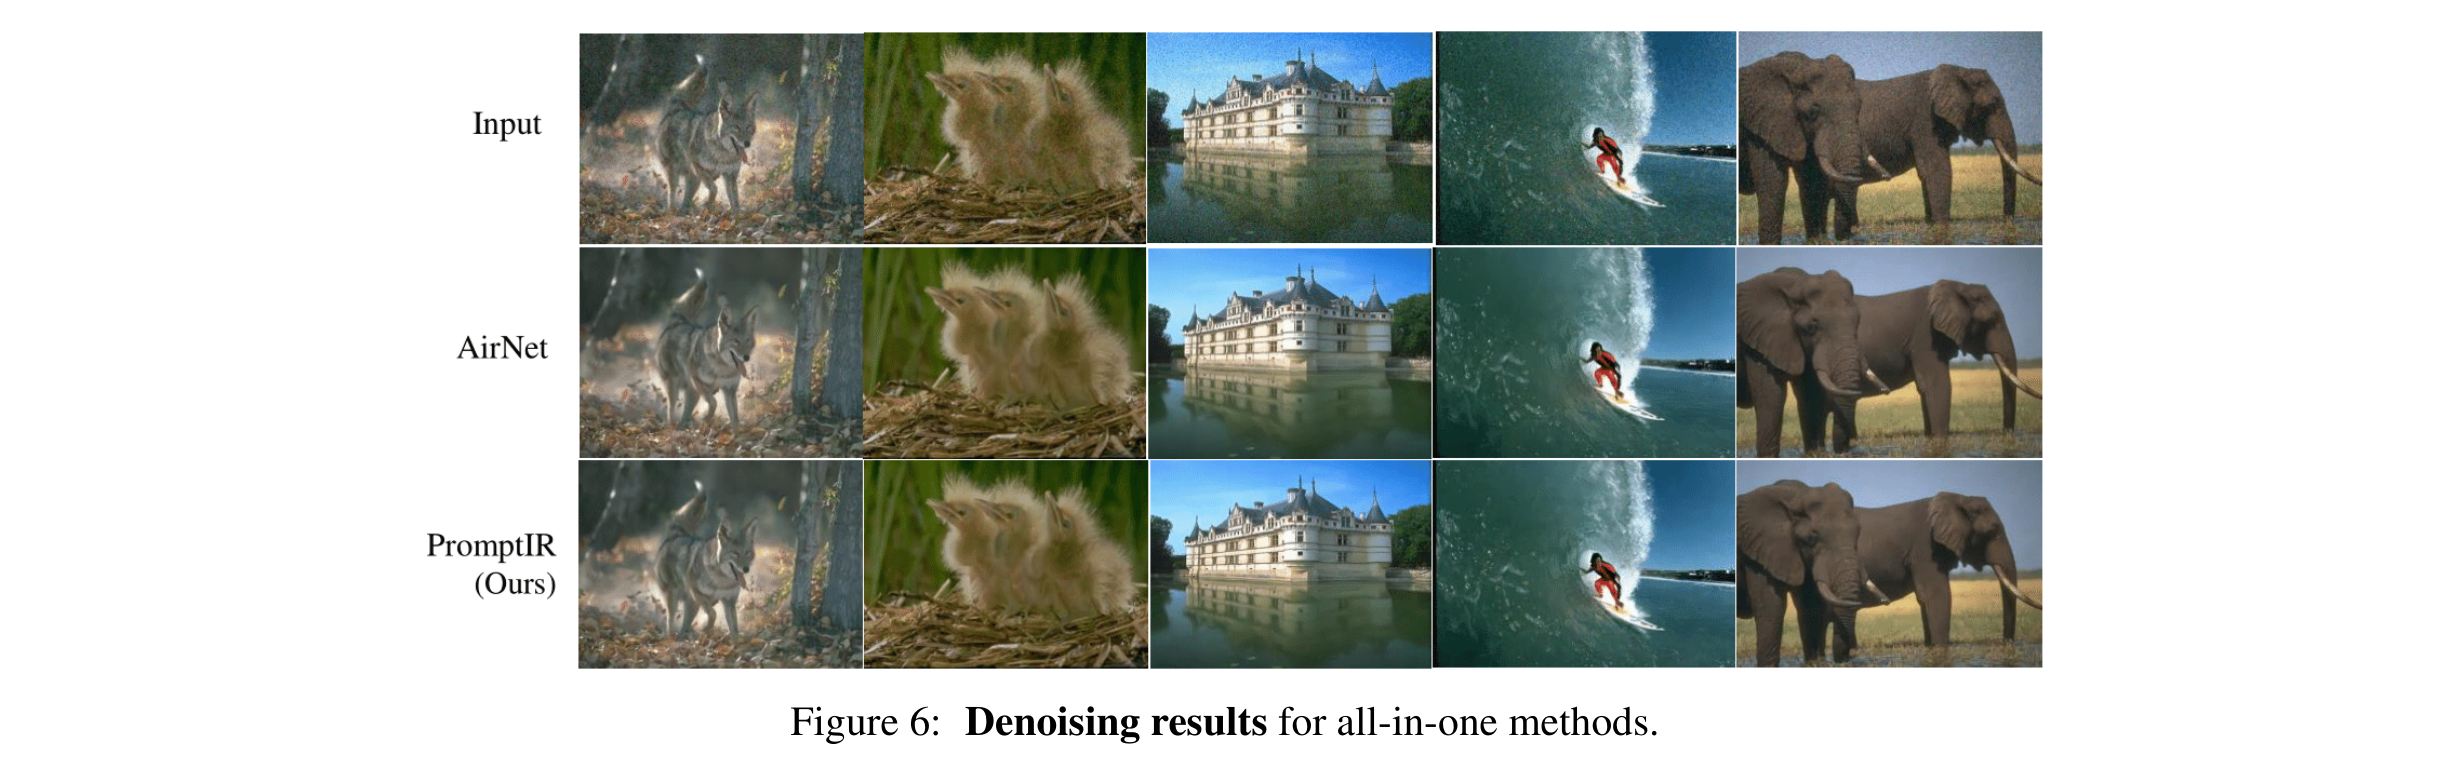 Input
AirNet
PromptIR
(Ours)
Figure 6: Denoising results for all-in-one methods.